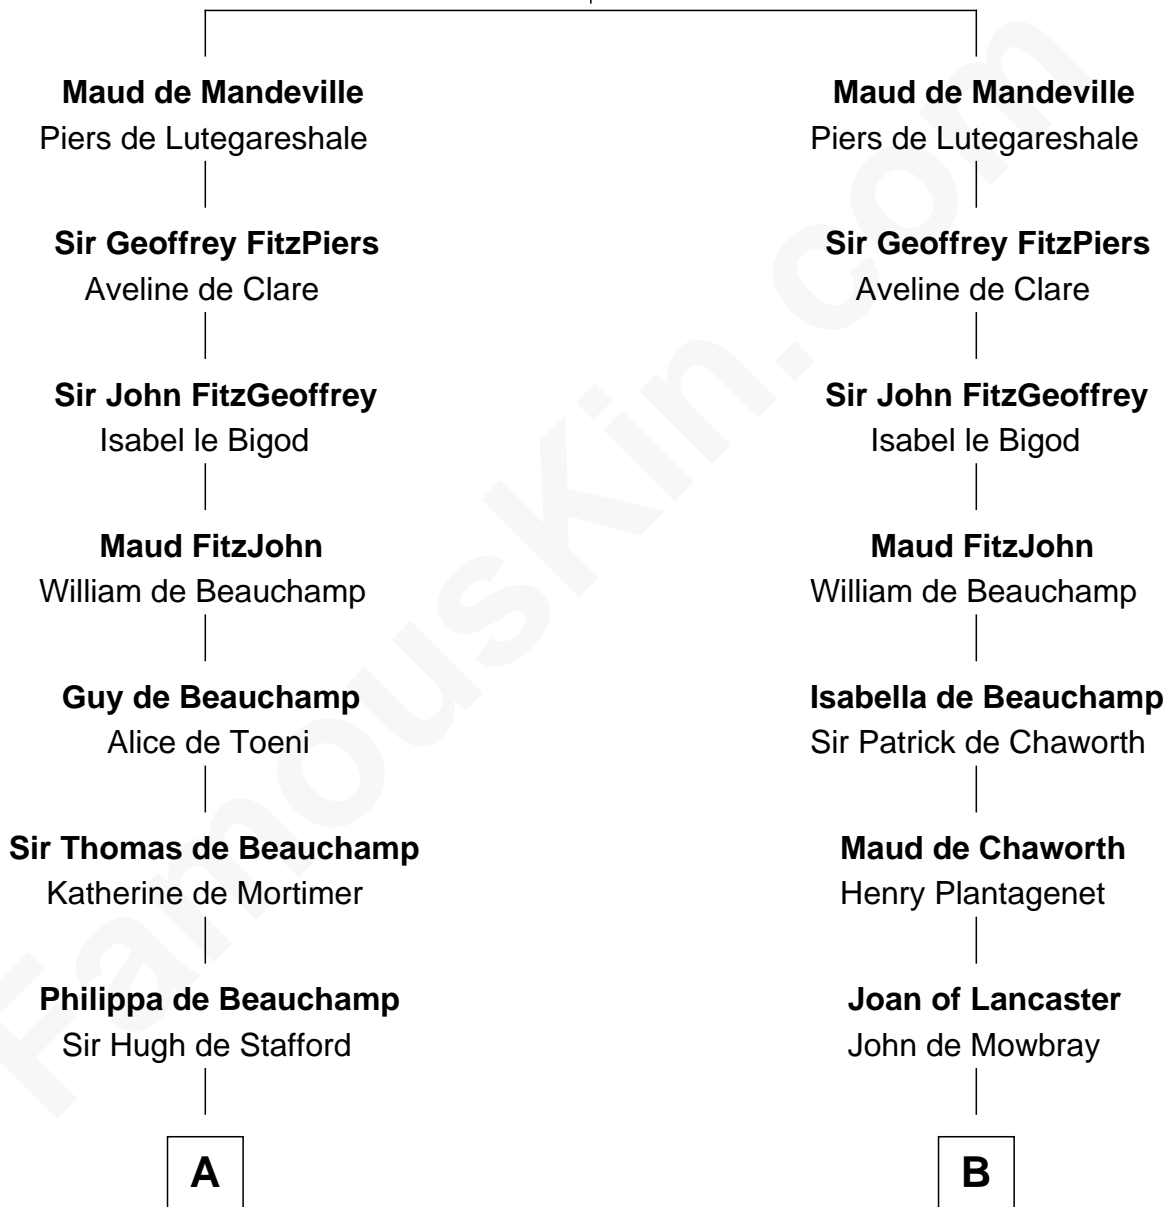 Maud de Mandeville
Piers de Lutegareshale
Sir Geoffrey FitzPiers
Aveline de Clare
Sir John FitzGeoffrey
Isabel le Bigod
Maud FitzJohn
William de Beauchamp
Guy de Beauchamp
Alice de Toeni
Sir Thomas de Beauchamp
Katherine de Mortimer
Philippa de Beauchamp
Sir Hugh de Stafford
A
Maud de Mandeville
Piers de Lutegareshale
Sir Geoffrey FitzPiers
Aveline de Clare
Sir John FitzGeoffrey
Isabel le Bigod
Maud FitzJohn
William de Beauchamp
Isabella de Beauchamp
Sir Patrick de Chaworth
Maud de Chaworth
Henry Plantagenet
Joan of Lancaster
John de Mowbray
B
FamousKin.com